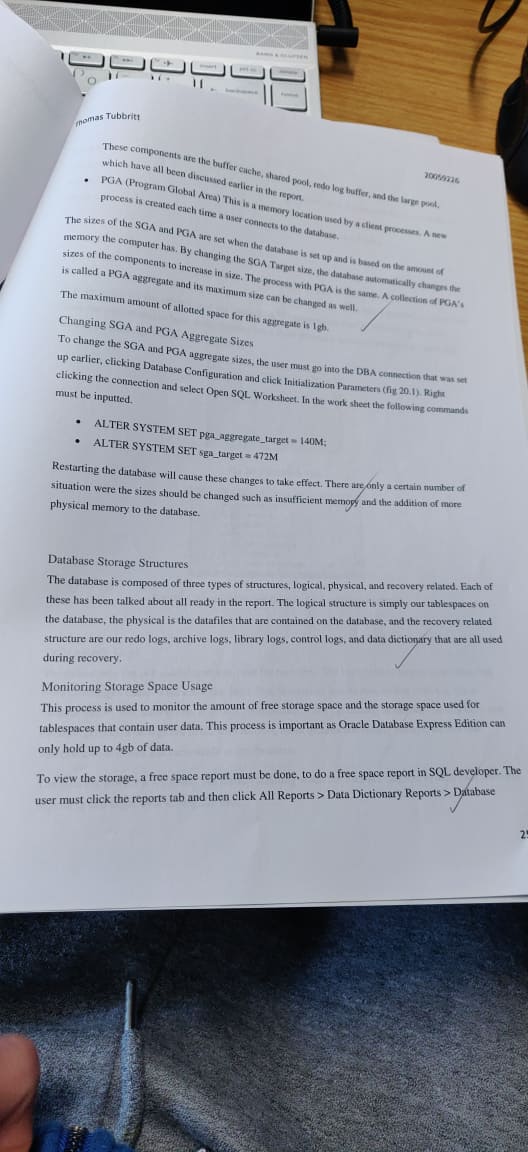 BANG & OLUFSEN
insert
prt sc
delete
backspace
Thomas Tubbritt
20059226
These components are the buffer cache, shared pool, redo log buffer, and the large pool,
which have all been discussed earlier in the report.
• PGA (Program Global Area) This is a memory location used by a client processes. A new
process is created each time a user connects to the database.
The sizes of the SGA and PGA are set when the database is set up and is based on the amount of
memory the computer has. By changing the SGA Target size, the database automatically changes the
sizes of the components to increase in size. The process with PGA is the same. A collection of PGA's
is called a PGA aggregate and its maximum size can be changed as well.
The maximum amount of allotted space for this aggregate is 1gb.
Changing SGA and PGA Aggregate Sizes
To change the SGA and PGA aggregate sizes, the user must go into the DBA connection that was set
up earlier, clicking Database Configuration and click Initialization Parameters (fig 20.1). Right
clicking the connection and select Open SQL Worksheet. In the work sheet the following commands
must be inputted.
• ALTER SYSTEM SET pga_aggregate_target = 140M;
• ALTER SYSTEM SET sga_target = 472M
Restarting the database will cause these changes to take effect. There are only a certain number of
situation were the sizes should be changed such as insufficient memory and the addition of more
physical memory to the database.
Database Storage Structures
The database is composed of three types of structures, logical, physical, and recovery related. Each of
these has been talked about all ready in the report. The logical structure is simply our tablespaces on
the database, the physical is the datafiles that are contained on the database, and the recovery related
structure are our redo logs, archive logs, library logs, control logs, and data dictionary that are all used
during recovery.
Monitoring Storage Space Usage
This process is used to monitor the amount of free storage space and the storage space used for
tablespaces that contain user data. This process is important as Oracle Database Express Edition can
only hold up to 4gb of data.
To view the storage, a free space report must be done, to do a free space report in SQL developer. The
user must click the reports tab and then click All Reports > Data Dictionary Reports > Database